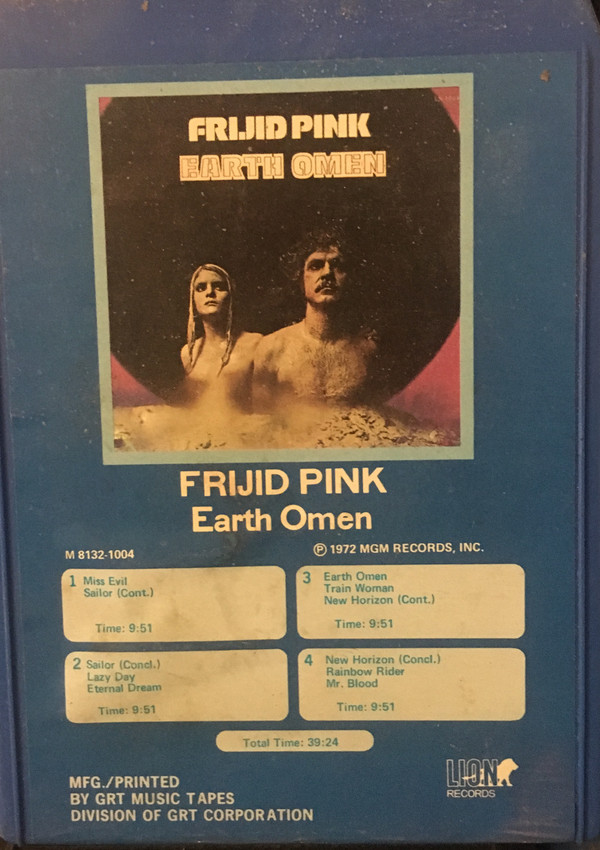 FRIJID PINK
EARTH OMEN
FRIJID PINK
Earth Omen
M 8132-1004
Ⓟ 1972 MGM RECORDS, INC.
1 Miss Evil
Sailor (Cont.)
Time: 9:51
3 Earth Omen
Train Woman
New Horizon (Cont.)
Time: 9:51
2 Sailor (Concl.)
Lazy Day
Eternal Dream
Time: 9:51
4 New Horizon (Concl.)
Rainbow Rider
Mr. Blood
Time: 9:51
Total Time: 39:24
MFG./PRINTED
BY GRT MUSIC TAPES
DIVISION OF GRT CORPORATION
LION
RECORDS